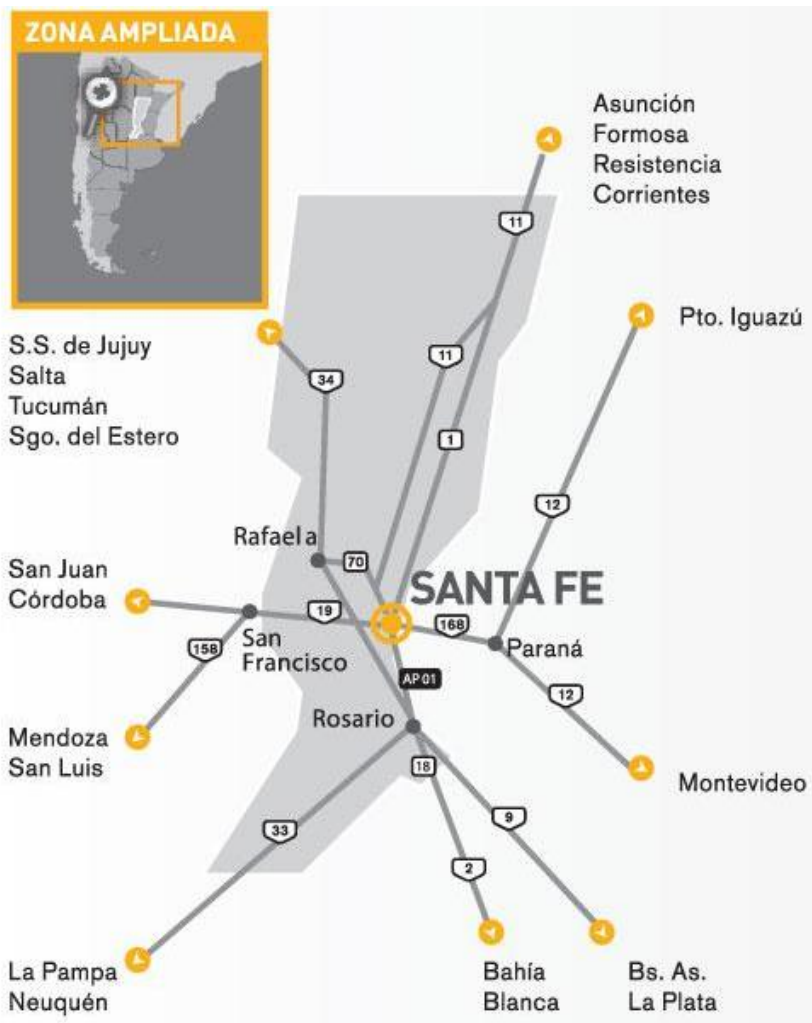 ZONA AMPLIADA
Asunción
Formosa
Resistencia
Corrientes
11
Pto. Iguazú
S.S. de Jujuy
Salta
Tucumán
Sgo. del Estero
34
11
1
12
Rafaela
70
San Juan
Córdoba
SANTA FE
19
168
158
San
Francisco
Paraná
AP 01
12
Mendoza
San Luis
Rosario
18
Montevideo
33
9
2
La Pampa
Neuquén
Bahía
Blanca
Bs. As.
La Plata